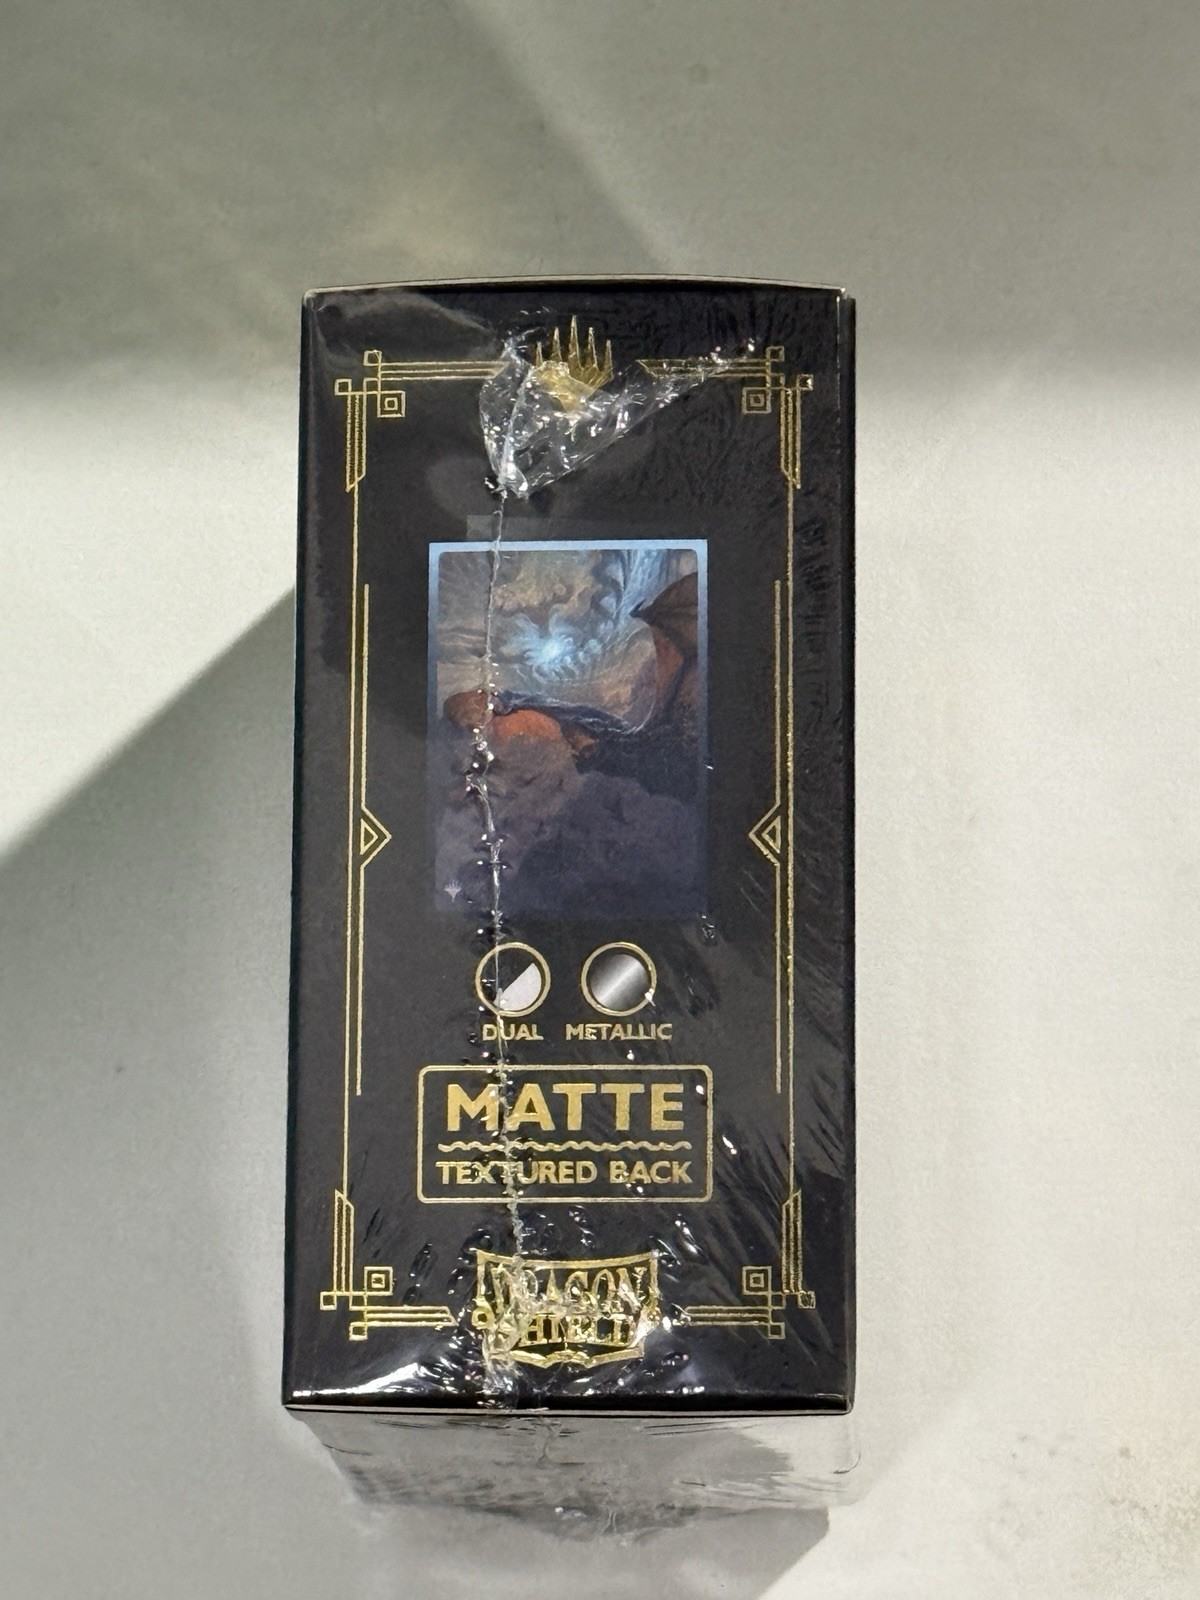 DUAL METALLIC
MATTE
TEXTURED BACK
DRAGON
SHIELD